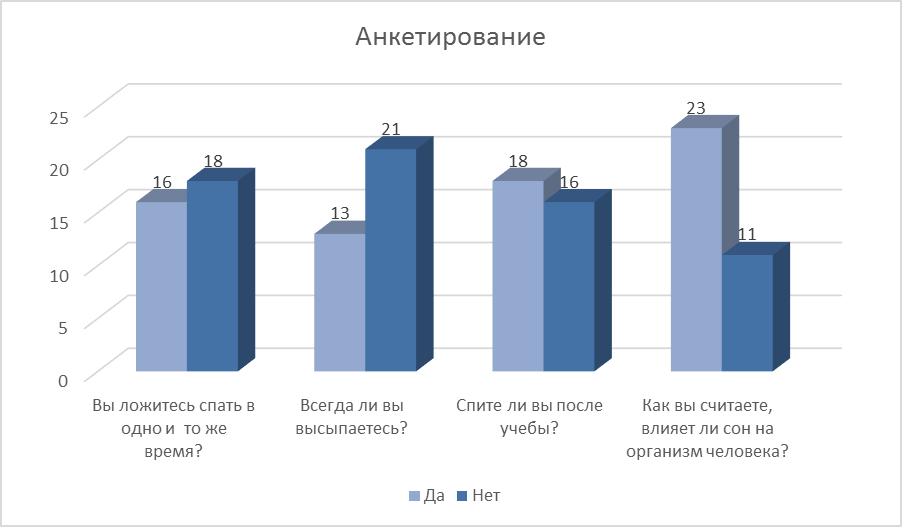 Анкетирование
25
20
15
10
5
0
16
18
13
21
18
16
23
11
Вы ложитесь спать в
одно и  то же
время?
Всегда ли вы
высыпаетесь?
Спите ли вы после
учебы?
Как вы считаете,
влияет ли сон на
организм человека?
Да
Нет